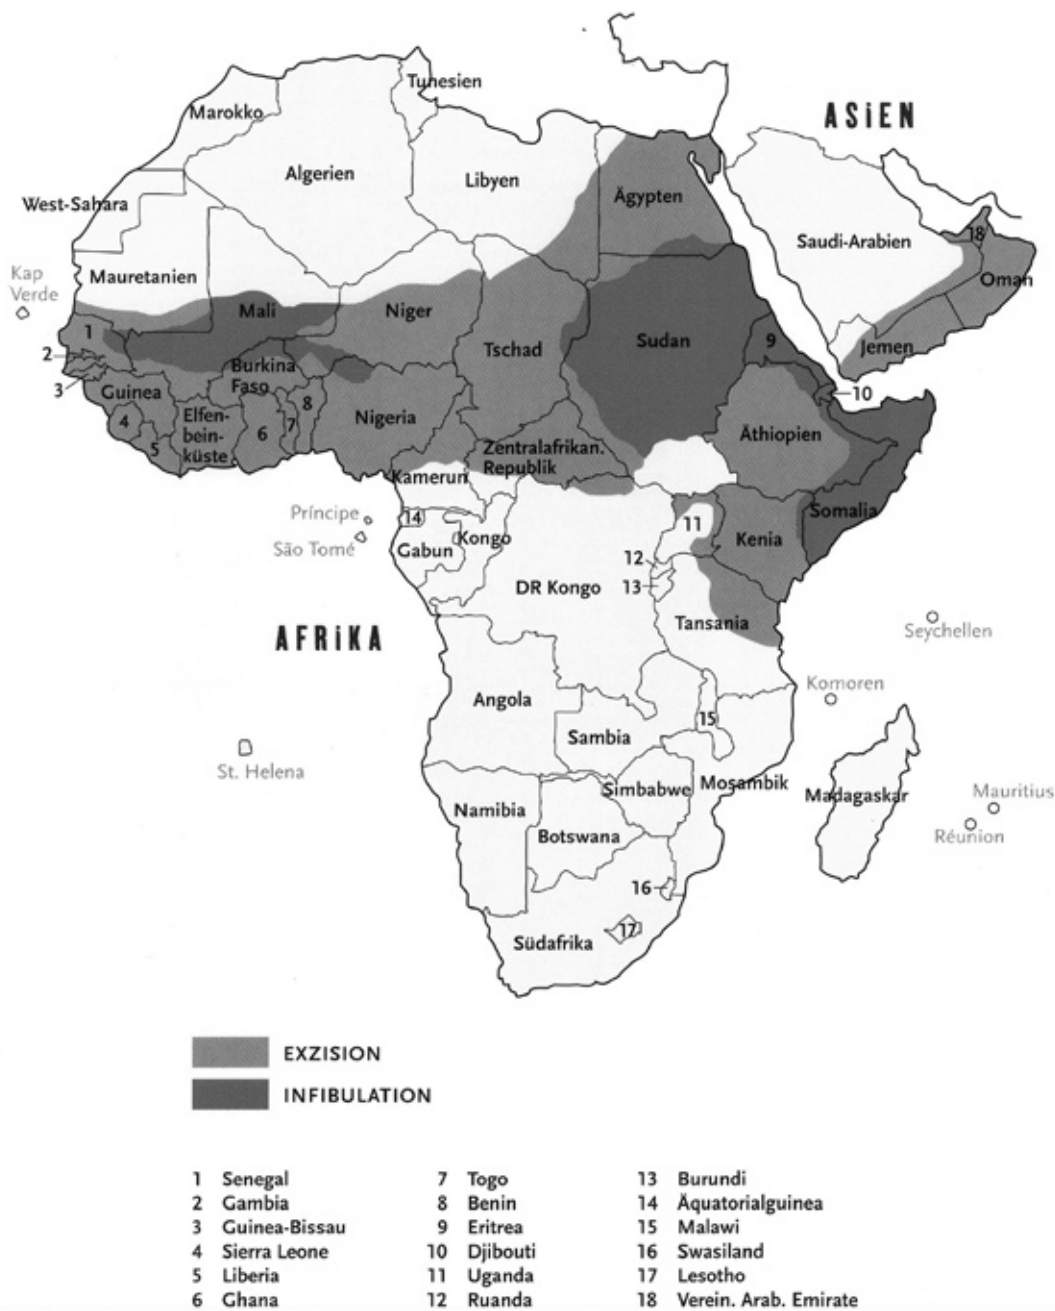 ASiEN
Tunesien
Marokko
Algerien
Libyen
Ägypten
West-Sahara
Saudi-Arabien
18
Mauretanien
Oman
Kap
Verde
Mali
Niger
1
Sudan
9
Jemen
Tschad
2
Burkina
Faso
3
Guinea
10
8
Elfen-
bein-
küste
4
5
6
7
Nigeria
Äthiopien
Zentralafrikan.
Republik
Kamerun
Somalia
Príncipe
14
11
São Tomé
Gabun
Kongo
Kenia
12
13
DR Kongo
Tansania
Seychellen
AFRiKA
Komoren
Angola
15
Sambia
St. Helena
Mosambik
Simbabwe
Madagaskar
Mauritius
Namibia
Botswana
Réunion
16
17
Südafrika
EXZISION
INFIBULATION
1 Senegal
2 Gambia
3 Guinea-Bissau
4 Sierra Leone
5 Liberia
6 Ghana
7 Togo
8 Benin
9 Eritrea
10 Djibouti
11 Uganda
12 Ruanda
13 Burundi
14 Äquatorialguinea
15 Malawi
16 Swasiland
17 Lesotho
18 Verein. Arab. Emirate